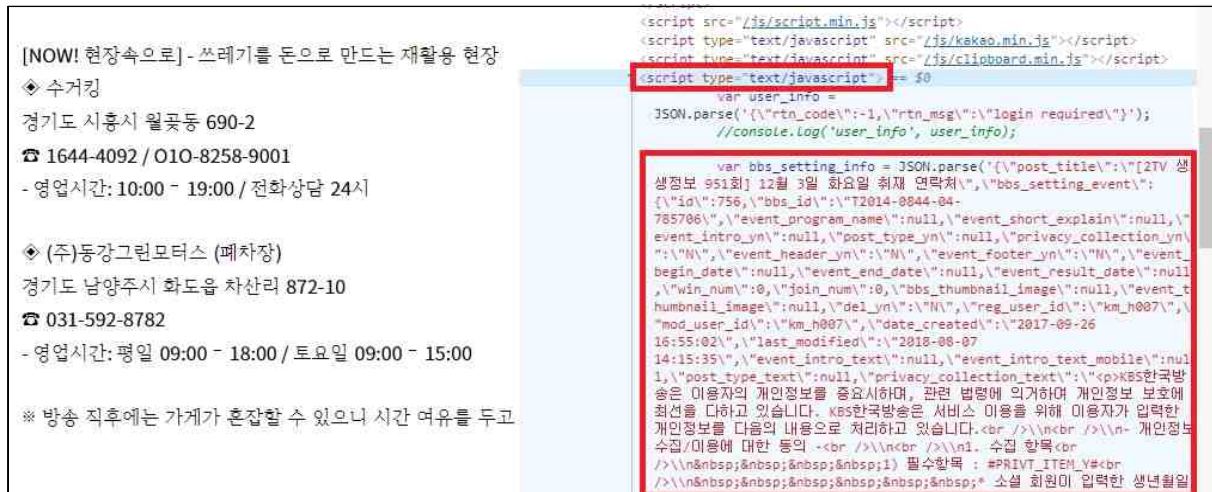 [NOW! 현장속으로] - 쓰레기를 돈으로 만드는 재활용 현장
◈ 수거킹
경기도 시흥시 월곶동 690-2
☎ 1644-4092 / O1O-8258-9001
- 영업시간: 10:00 ⁻ 19:00 / 전화상담 24시
◈ (주)동강그린모터스 (폐차장)
경기도 남양주시 화도읍 차산리 872-10
☎ 031-592-8782
- 영업시간: 평일 09:00 ⁻ 18:00 / 토요일 09:00 ⁻ 15:00
※ 방송 직후에는 가게가 혼잡할 수 있으니 시간 여유를 두고
<script src="/js/script.min.js"></script>
<script type="text/javascript" src="/js/kakao.min.js"></script>
<script type="text/javascript" src="/js/clipboard.min.js"></script>
<script type="text/javascript"> == $0
var user_info =
JSON.parse('{\"rtn_code\":-1,\"rtn_msg\":\"login required\"}');
//console.log('user_info', user_info);
var bbs_setting_info = JSON.parse('{\"post_title\":\"[2TV 생
생정보 951회] 12월 3일 화요일 취재 연락처\",\"bbs_setting_event\":
{\"id\":756,\"bbs_id\":\"T2014-0844-04-
785706\",\"event_program_name\":null,\"event_short_explain\":null,\"
event_intro_yn\":null,\"post_type_yn\":null,\"privacy_collection_yn\
":\"N\",\"event_header_yn\":\"N\",\"event_footer_yn\":\"N\",\"event_
begin_date\":null,\"event_end_date\":null,\"event_result_date\":null
,\"win_num\":0,\"join_num\":0,\"bbs_thumbnail_image\":null,\"event_t
humbnail_image\":null,\"del_yn\":\"N\",\"reg_user_id\":\"km_h007\",\
"mod_user_id\":\"km_h007\",\"date_created\":\"2017-09-26
16:55:02\",\"last_modified\":\"2018-08-07
14:15:35\",\"event_intro_text\":null,\"event_intro_text_mobile\":nul
l,\"post_type_text\":null,\"privacy_collection_text\":\"<p>KBS한국방
송은 이용자의 개인정보를 중요시하며, 관련 법령에 의거하여 개인정보 보호에
최선을 다하고 있습니다. KBS한국방송은 서비스 이용을 위해 이용자가 입력한
개인정보를 다음의 내용으로 처리하고 있습니다.<br />\\n<br />\\n- 개인정보
수집/이용에 대한 동의 -<br />\\n<br />\\n1. 수집 항목<br
/>\\n&nbsp;&nbsp;&nbsp;&nbsp;1) 필수항목 : #PRIVT_ITEM_Y#<br
/>\\n&nbsp;&nbsp;&nbsp;&nbsp;&nbsp;&nbsp;* 소셜 회원이 입력한 생년월일